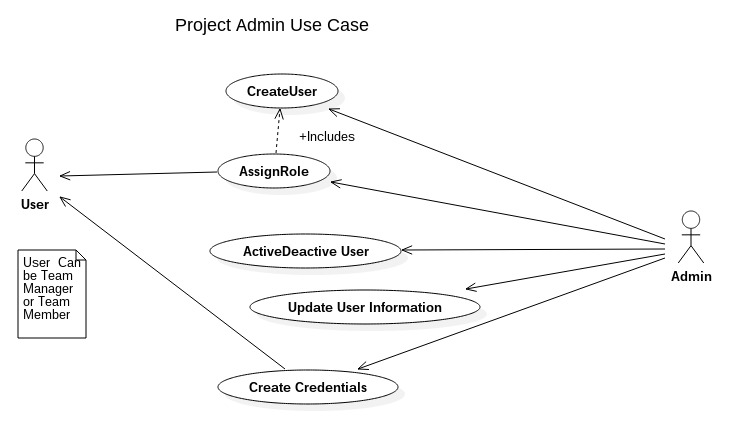 Project Admin Use Case
CreateUser
+Includes
AssignRole
User
Admin
ActiveDeactive User
User Can
be Team
Manager
or Team
Member
Update User Information
Create Credentials